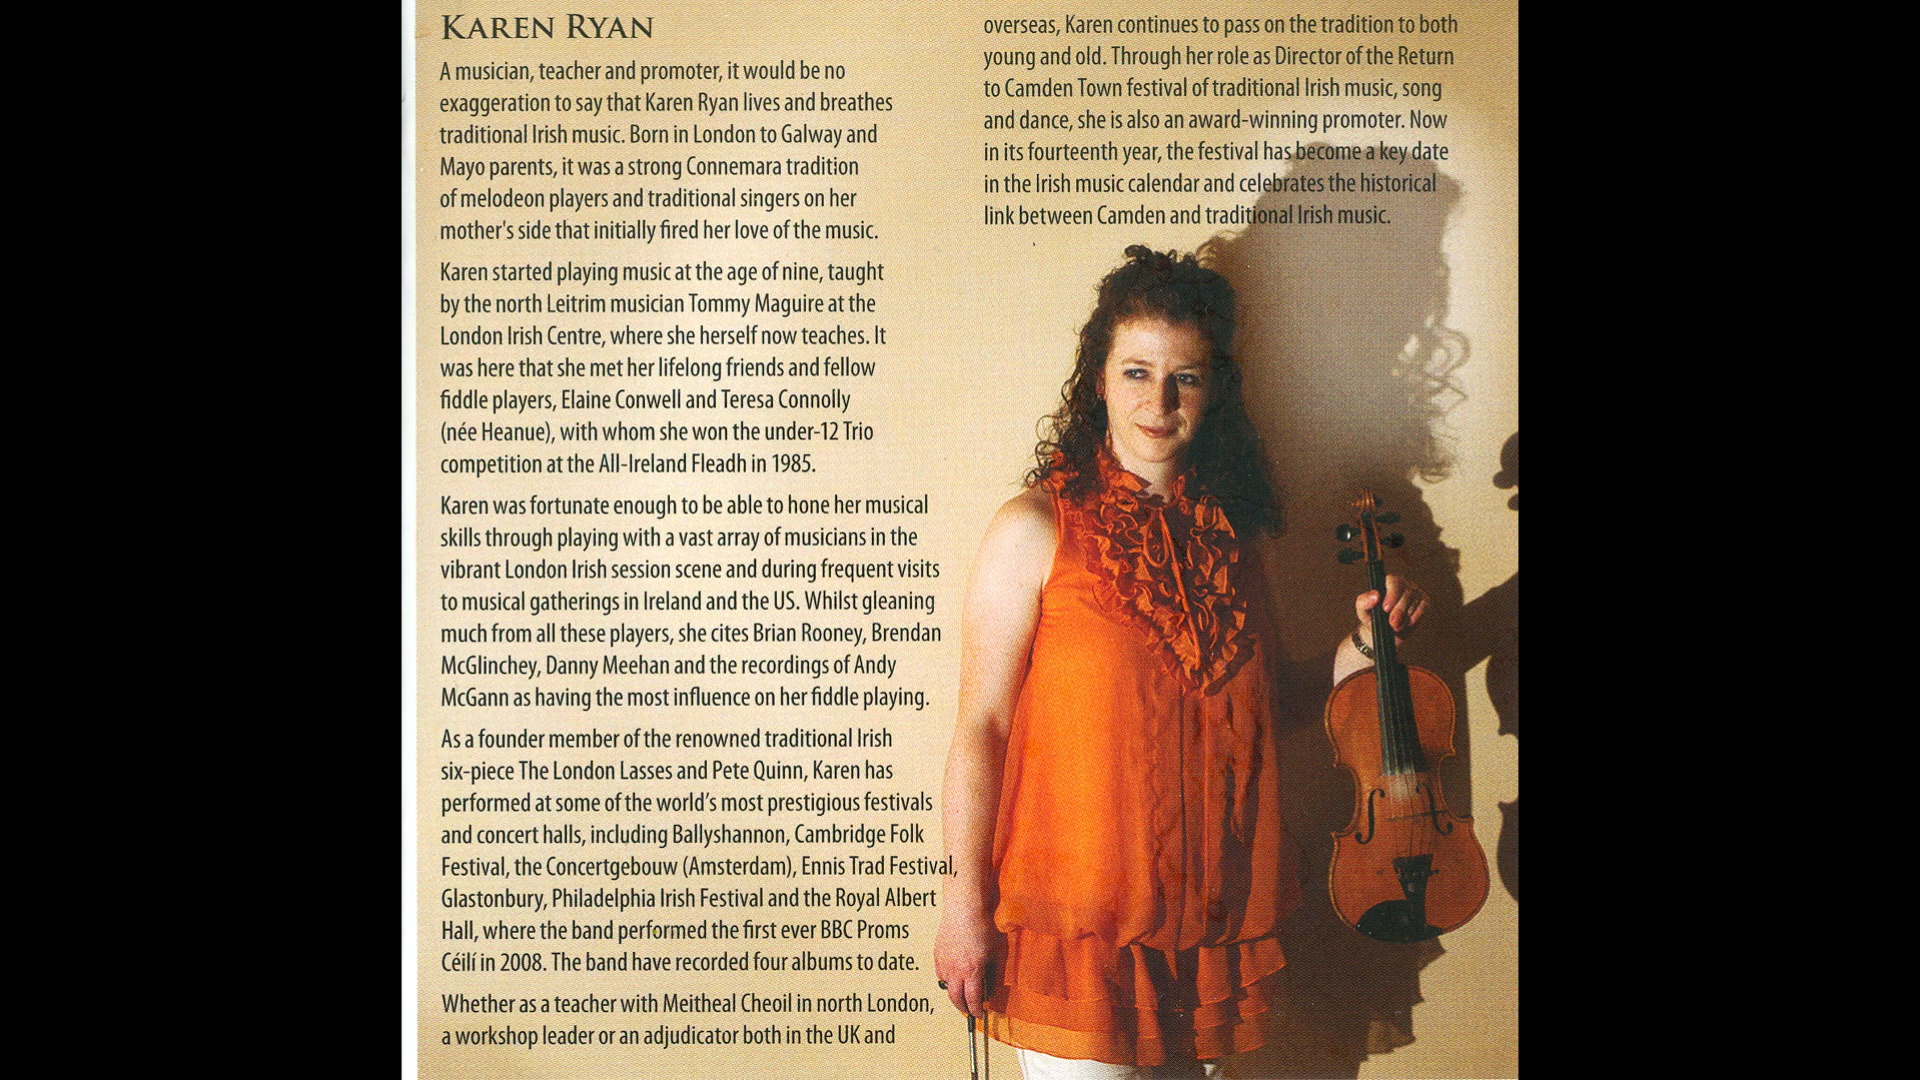 KAREN RYAN
A musician, teacher and promoter, it would be no
exaggeration to say that Karen Ryan lives and breathes
traditional Irish music. Born in London to Galway and
Mayo parents, it was a strong Connemara tradition
of melodeon players and traditional singers on her
mother's side that initially fired her love of the music.
Karen started playing music at the age of nine, taught
by the north Leitrim musician Tommy Maguire at the
London Irish Centre, where she herself now teaches. It
was here that she met her lifelong friends and fellow
fiddle players, Elaine Conwell and Teresa Connolly
(née Heanue), with whom she won the under-12 Trio
competition at the All-Ireland Fleadh in 1985.
Karen was fortunate enough to be able to hone her musical
skills through playing with a vast array of musicians in the
vibrant London Irish session scene and during frequent visits
to musical gatherings in Ireland and the US. Whilst gleaning
much from all these players, she cites Brian Rooney, Brendan
McGlinchey, Danny Meehan and the recordings of Andy
McGann as having the most influence on her fiddle playing.
As a founder member of the renowned traditional Irish
six-piece The London Lasses and Pete Quinn, Karen has
performed at some of the world's most prestigious festivals
and concert halls, including Ballyshannon, Cambridge Folk
Festival, the Concertgebouw (Amsterdam), Ennis Trad Festival,
Glastonbury, Philadelphia Irish Festival and the Royal Albert
Hall, where the band performed the first ever BBC Proms
Céilí in 2008. The band have recorded four albums to date.
Whether as a teacher with Meitheal Cheoil in north London,
a workshop leader or an adjudicator both in the UK and
overseas, Karen continues to pass on the tradition to both
young and old. Through her role as Director of the Return
to Camden Town festival of traditional Irish music, song
and dance, she is also an award-winning promoter. Now
in its fourteenth year, the festival has become a key date
in the Irish music calendar and celebrates the historical
link between Camden and traditional Irish music.